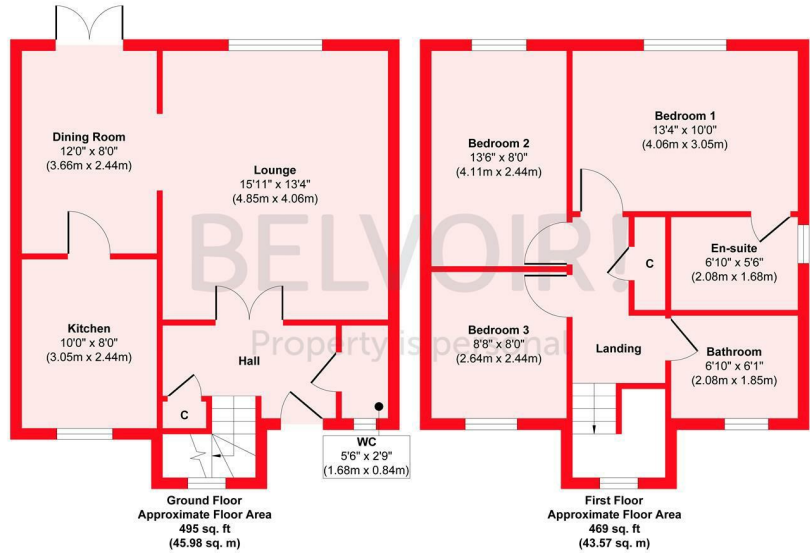 Dining Room
12'0" x 8'0"
(3.66m x 2.44m)
Lounge
15'11" x 13'4"
(4.85m x 4.06m)
Kitchen
10'0" x 8'0"
(3.05m x 2.44m)
Hall
C
WC
5'6" x 2'9"
(1.68m x 0.84m)
Ground Floor
Approximate Floor Area
495 sq. ft
(45.98 sq. m)
Bedroom 1
13'4" x 10'0"
(4.06m x 3.05m)
Bedroom 2
13'6" x 8'0"
(4.11m x 2.44m)
En-suite
6'10" x 5'6"
(2.08m x 1.68m)
C
Bedroom 3
8'8" x 8'0"
(2.64m x 2.44m)
Landing
Bathroom
6'10" x 6'1"
(2.08m x 1.85m)
First Floor
Approximate Floor Area
469 sq. ft
(43.57 sq. m)
BELVOIR!
Property is personal